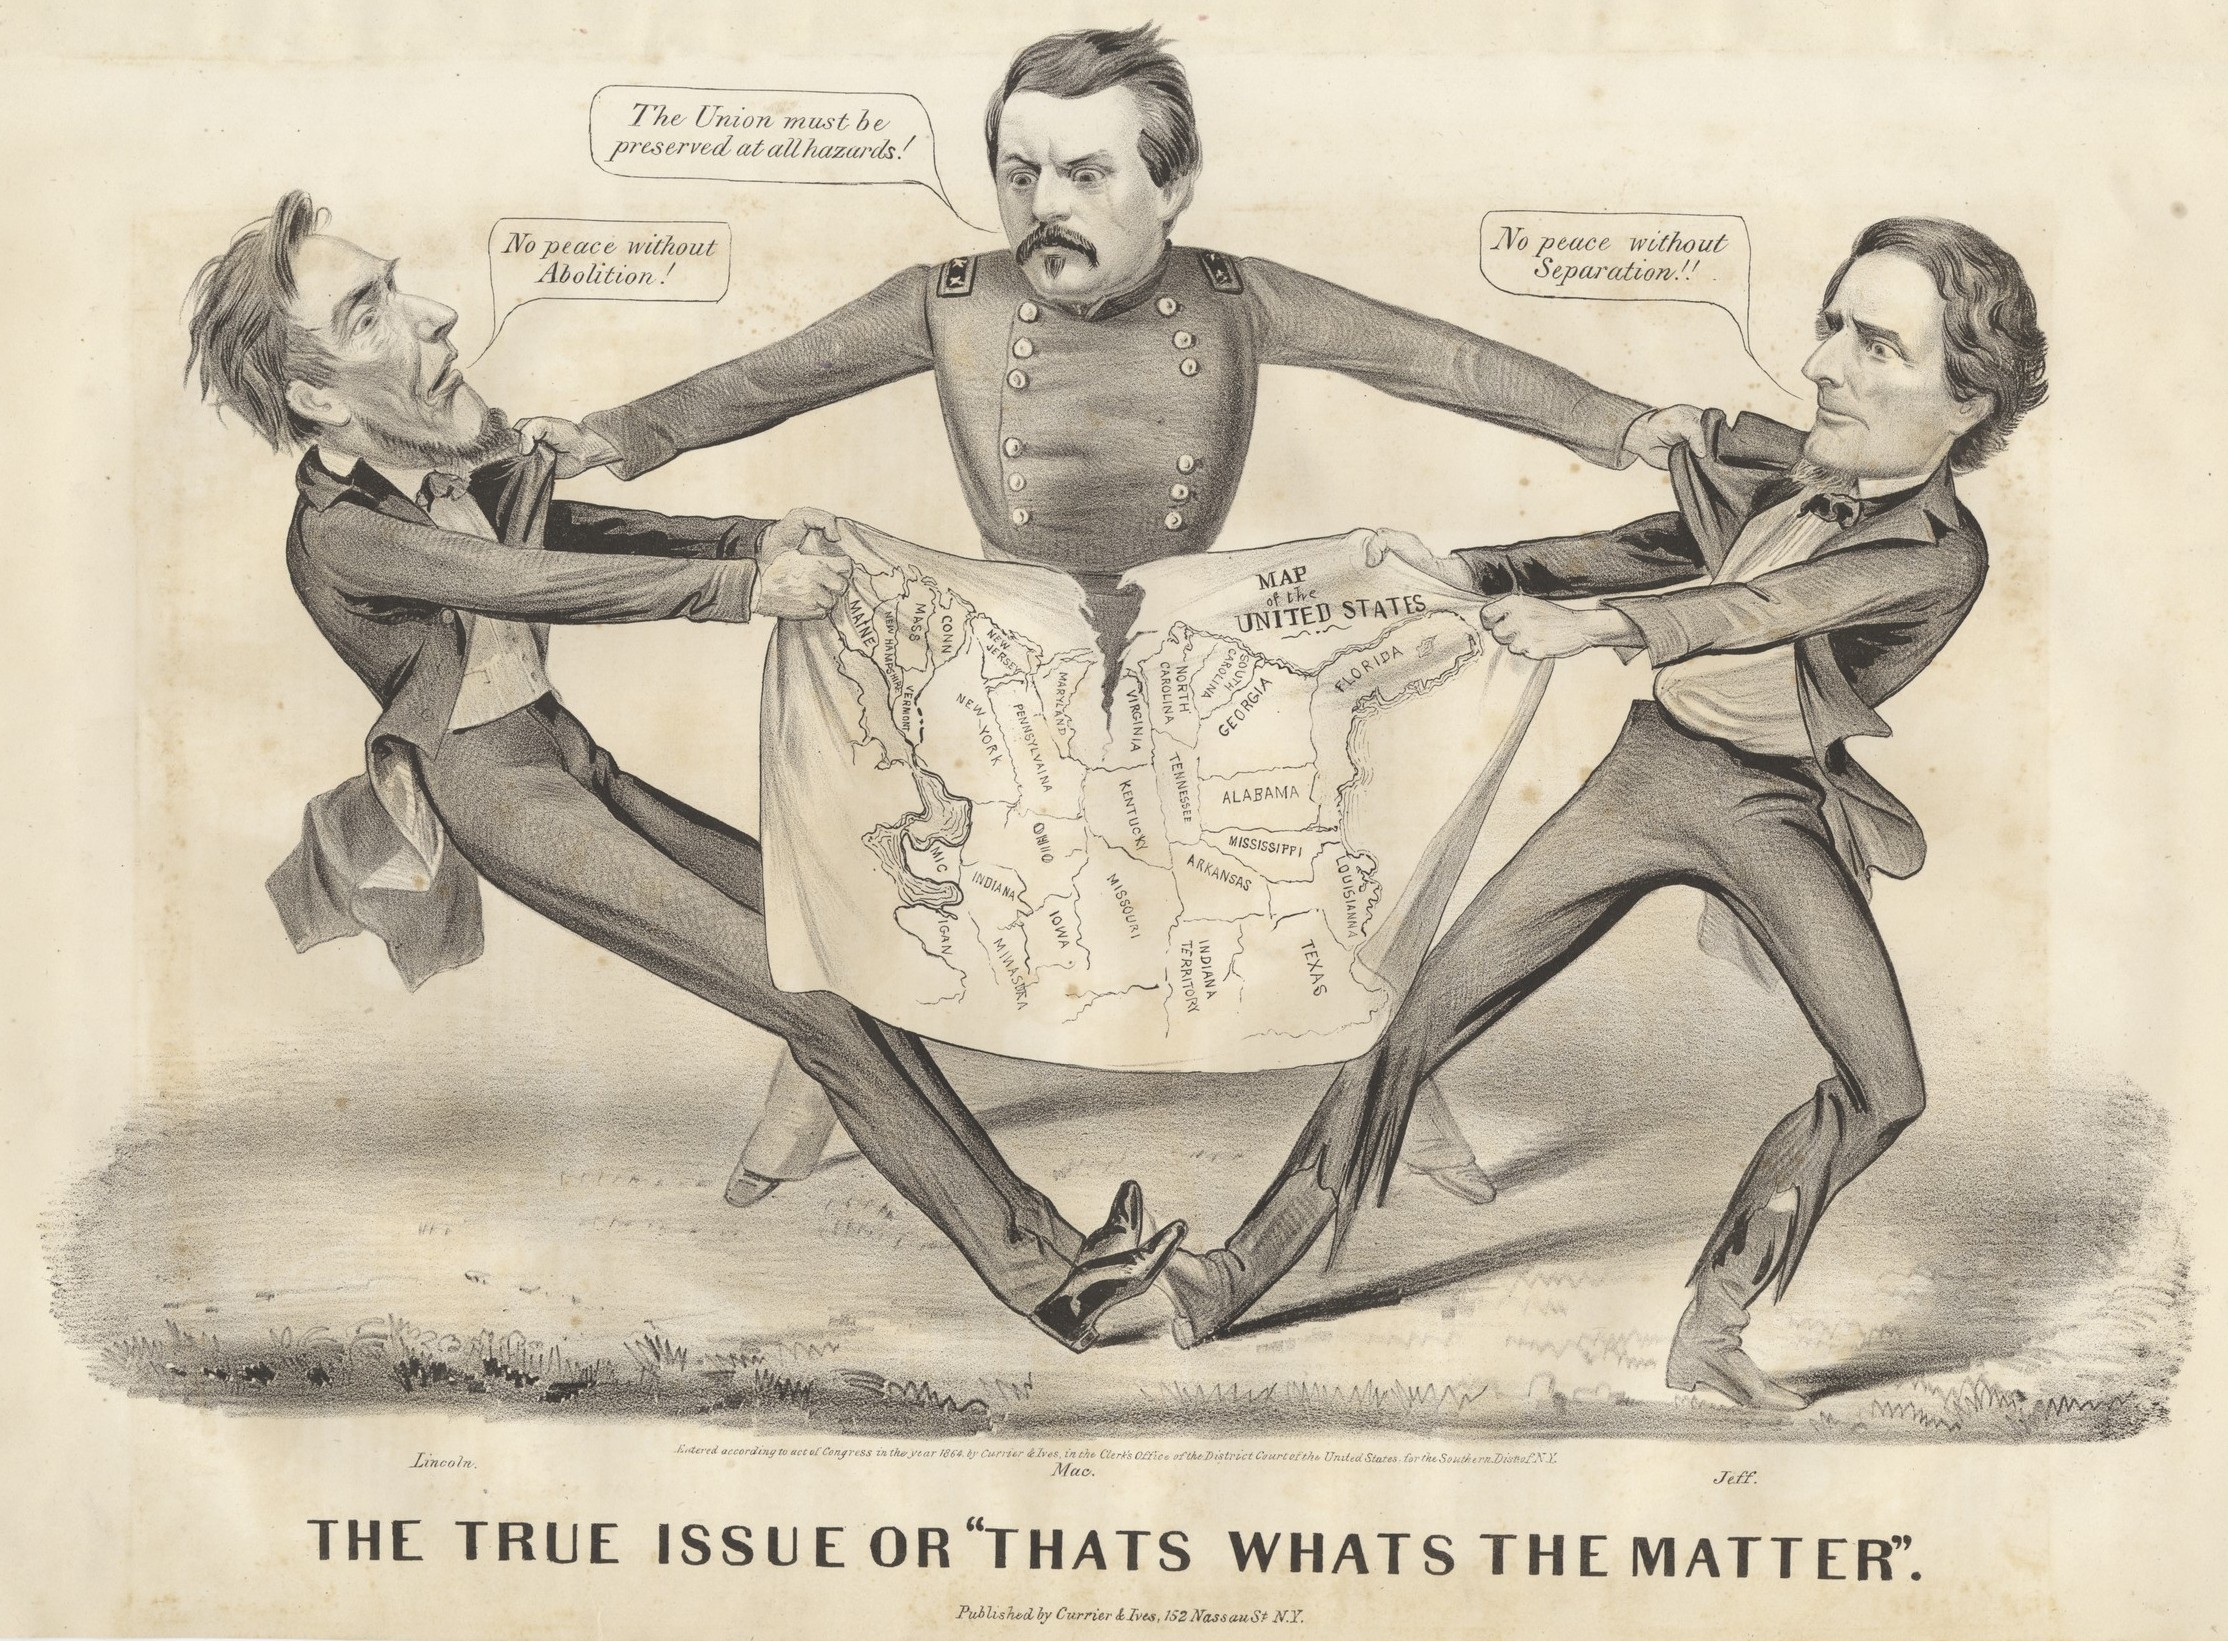 The Union must be
preserved at all hazards!
No peace without
Abolition!
No peace without
Separation!!
MAP
of the
UNITED STATES
MAINE
NEW HAMPSHIRE
VERMONT
MASS
CONN
NEW
JERSEY
NEW YORK
PENNSYLVAINA
MARYLAND
VIRGINIA
NORTH
CAROLINA
SOUTH
CAROLINA
GEORGIA
FLORIDA
KENTUCKY
TENNESSEE
ALABAMA
MISSISSIPPI
OHIIO
MIC
IGAN
INDIANA
IOWA
MISSOURI
ARKANSAS
LOUISIANNA
INDIANA
TERRITORY
TEXAS
Entered according to act of Congress in the year 1864, by Currier & Ives, in the Clerk's Office of the District Court of the United States, for the Southern Dist. of N.Y.
Lincoln.
Mac.
Jeff.
THE TRUE ISSUE OR "THATS WHATS THE MATTER".
Published by Currier & Ives, 152 Nassau St N.Y.